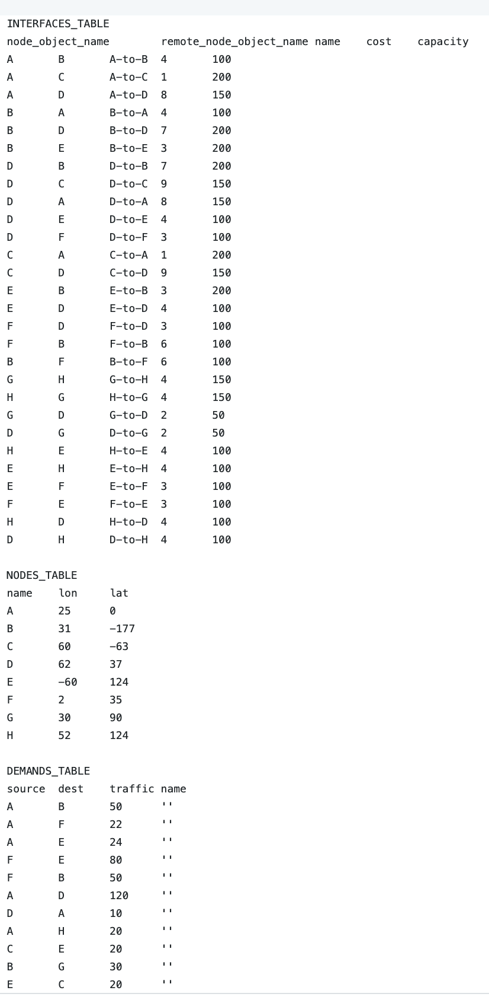 INTERFACES_TABLE
node_object_name remote_node_object_name name cost capacity
A B A-to-B 4 100
A C A-to-C 1 200
A D A-to-D 8 150
B A B-to-A 4 100
B D B-to-D 7 200
B E B-to-E 3 200
D B D-to-B 7 200
D C D-to-C 9 150
D A D-to-A 8 150
D E D-to-E 4 100
D F D-to-F 3 100
C A C-to-A 1 200
C D C-to-D 9 150
E B E-to-B 3 200
E D E-to-D 4 100
F D F-to-D 3 100
F B F-to-B 6 100
B F B-to-F 6 100
G H G-to-H 4 150
H G H-to-G 4 150
G D G-to-D 2 50
D G D-to-G 2 50
H E H-to-E 4 100
E H E-to-H 4 100
E F E-to-F 3 100
F E F-to-E 3 100
H D H-to-D 4 100
D H D-to-H 4 100
NODES_TABLE
name lon lat
A 25 0
B 31 -177
C 60 -63
D 62 37
E -60 124
F 2 35
G 30 90
H 52 124
DEMANDS_TABLE
source dest traffic name
A B 50 ''
A F 22 ''
A E 24 ''
F E 80 ''
F B 50 ''
A D 120 ''
D A 10 ''
A H 20 ''
C E 20 ''
B G 30 ''
E C 20 ''